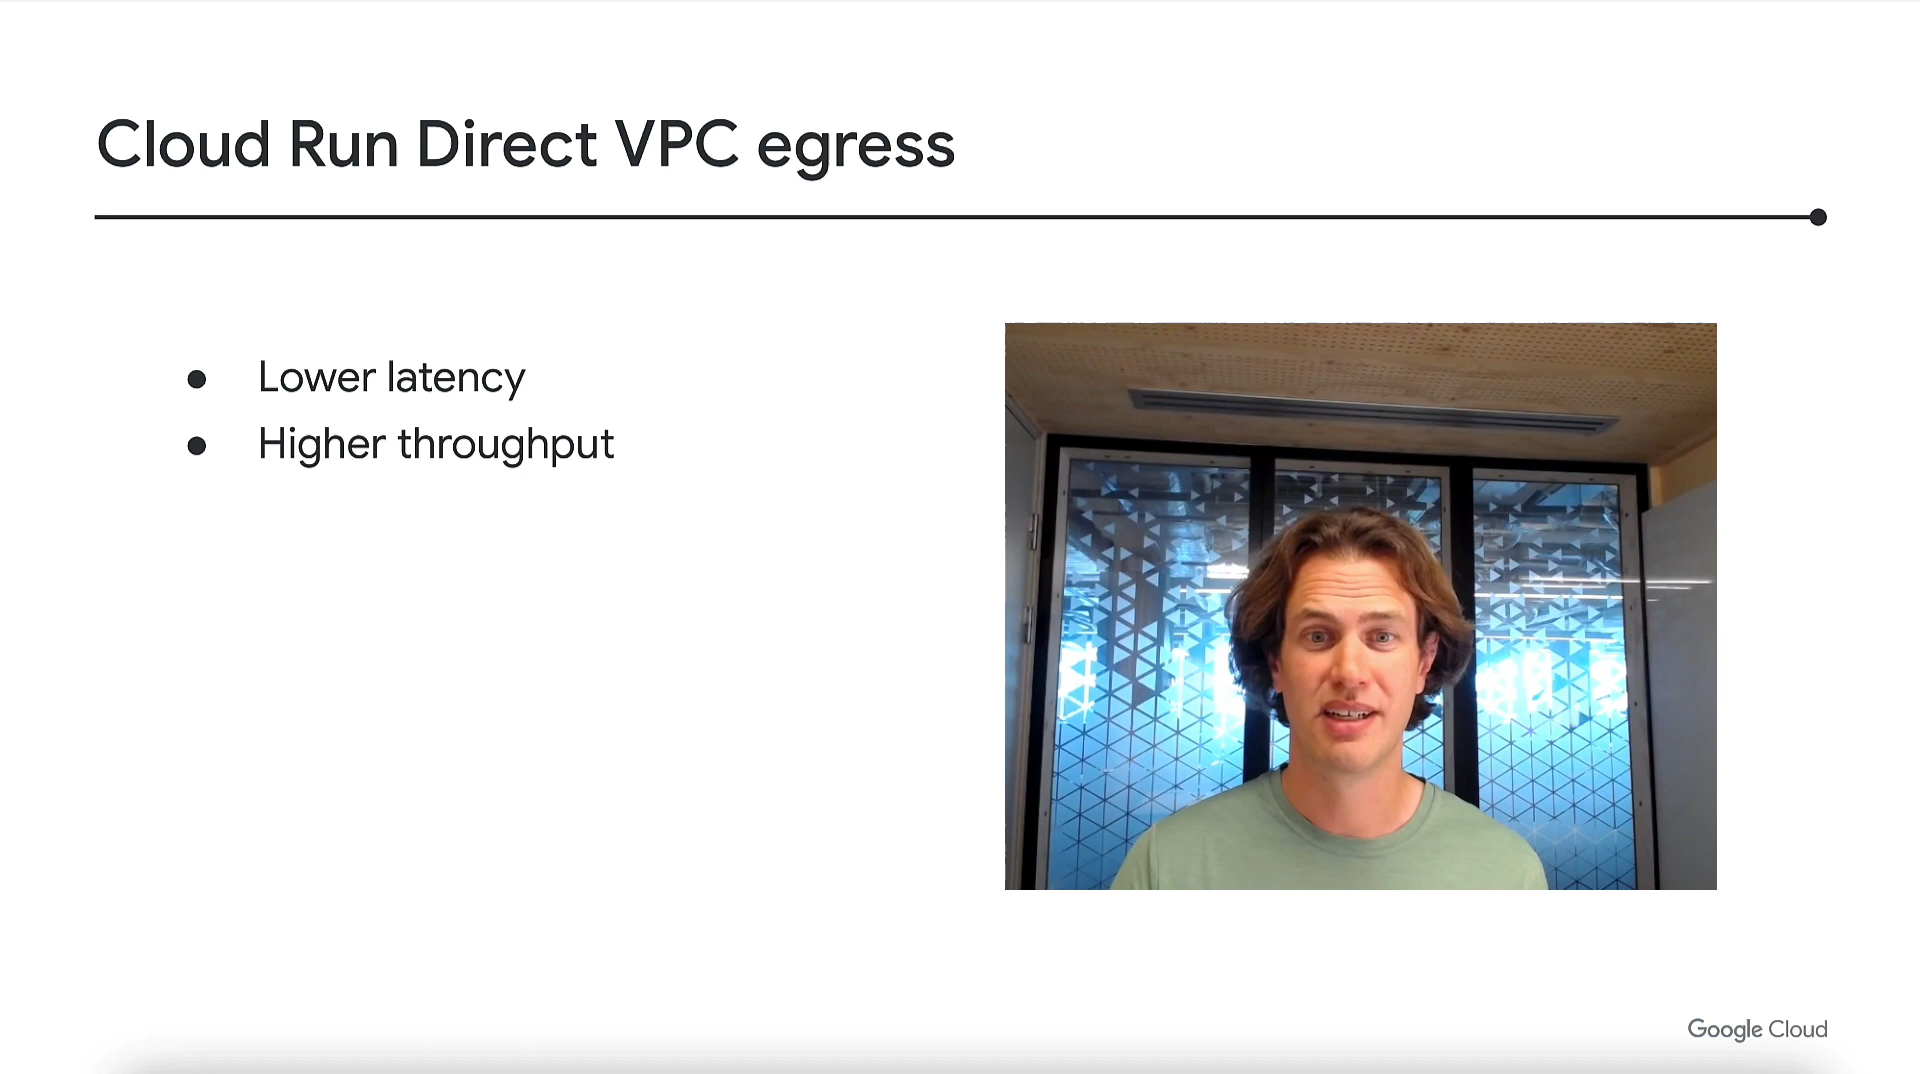 Cloud Run Direct VPC egress
● Lower latency
● Higher throughput
Google Cloud